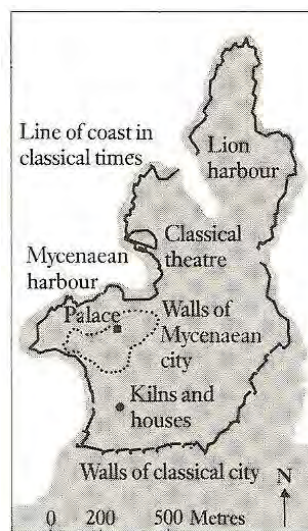 Line of coast in
classical times
Lion
harbour
Classical
theatre
Mycenaean
harbour
Palace
Walls of
Mycenaean
city
Kilns and
houses
Walls of classical city
N
0 200 500 Metres